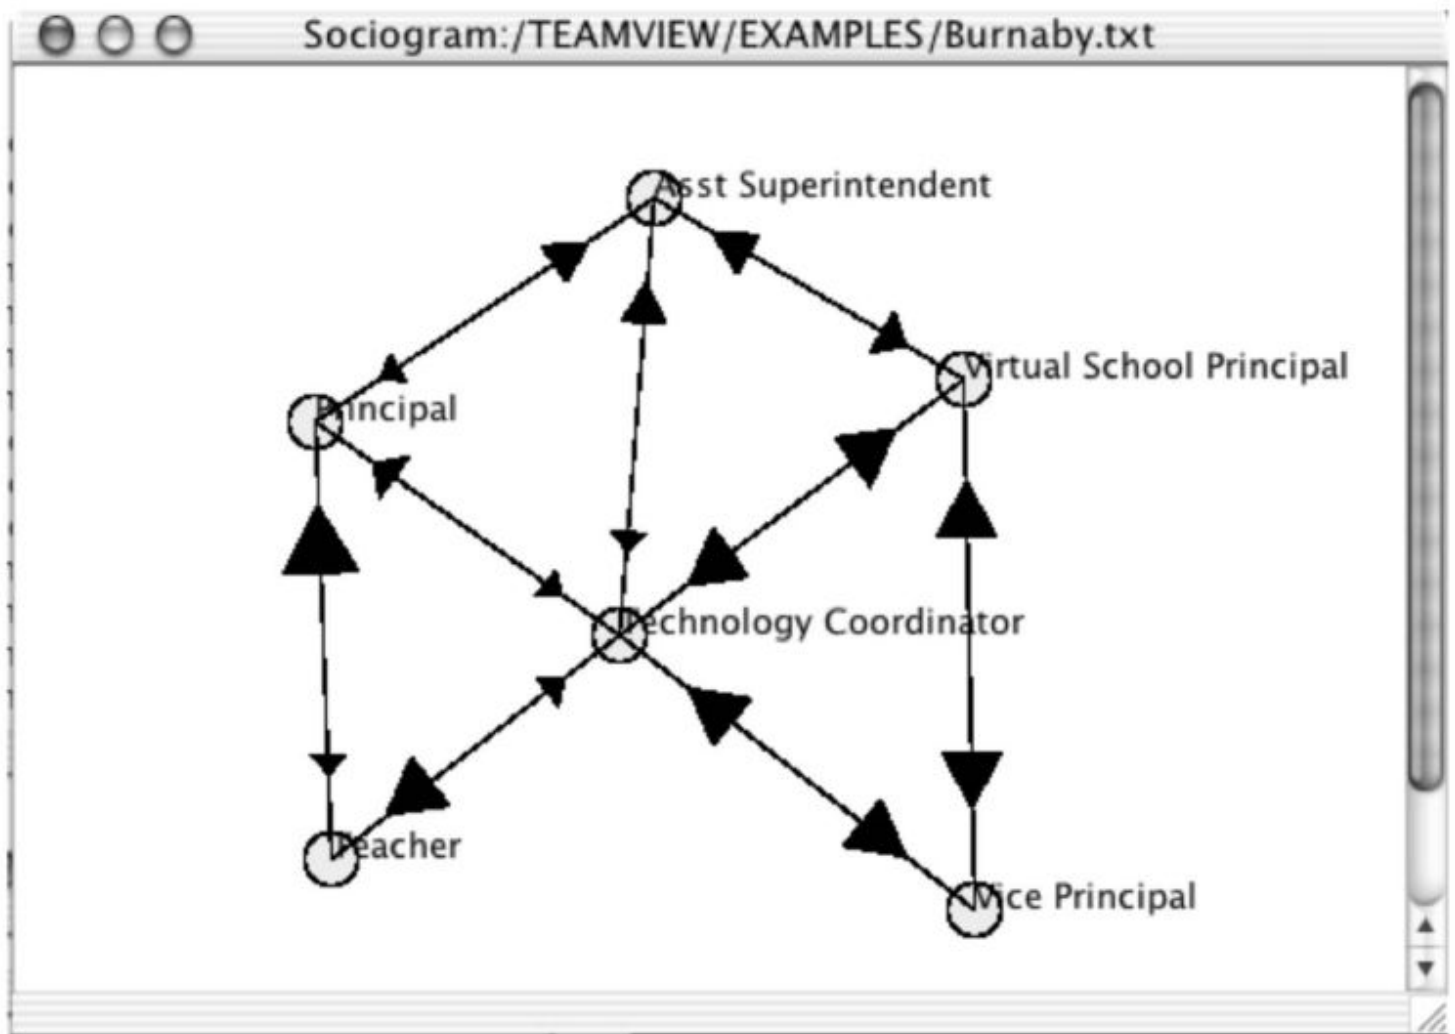 Sociogram:/TEAMVIEW/EXAMPLES/Burnaby.txt
Asst Superintendent
Virtual School Principal
Principal
Technology Coordinator
Teacher
Vice Principal